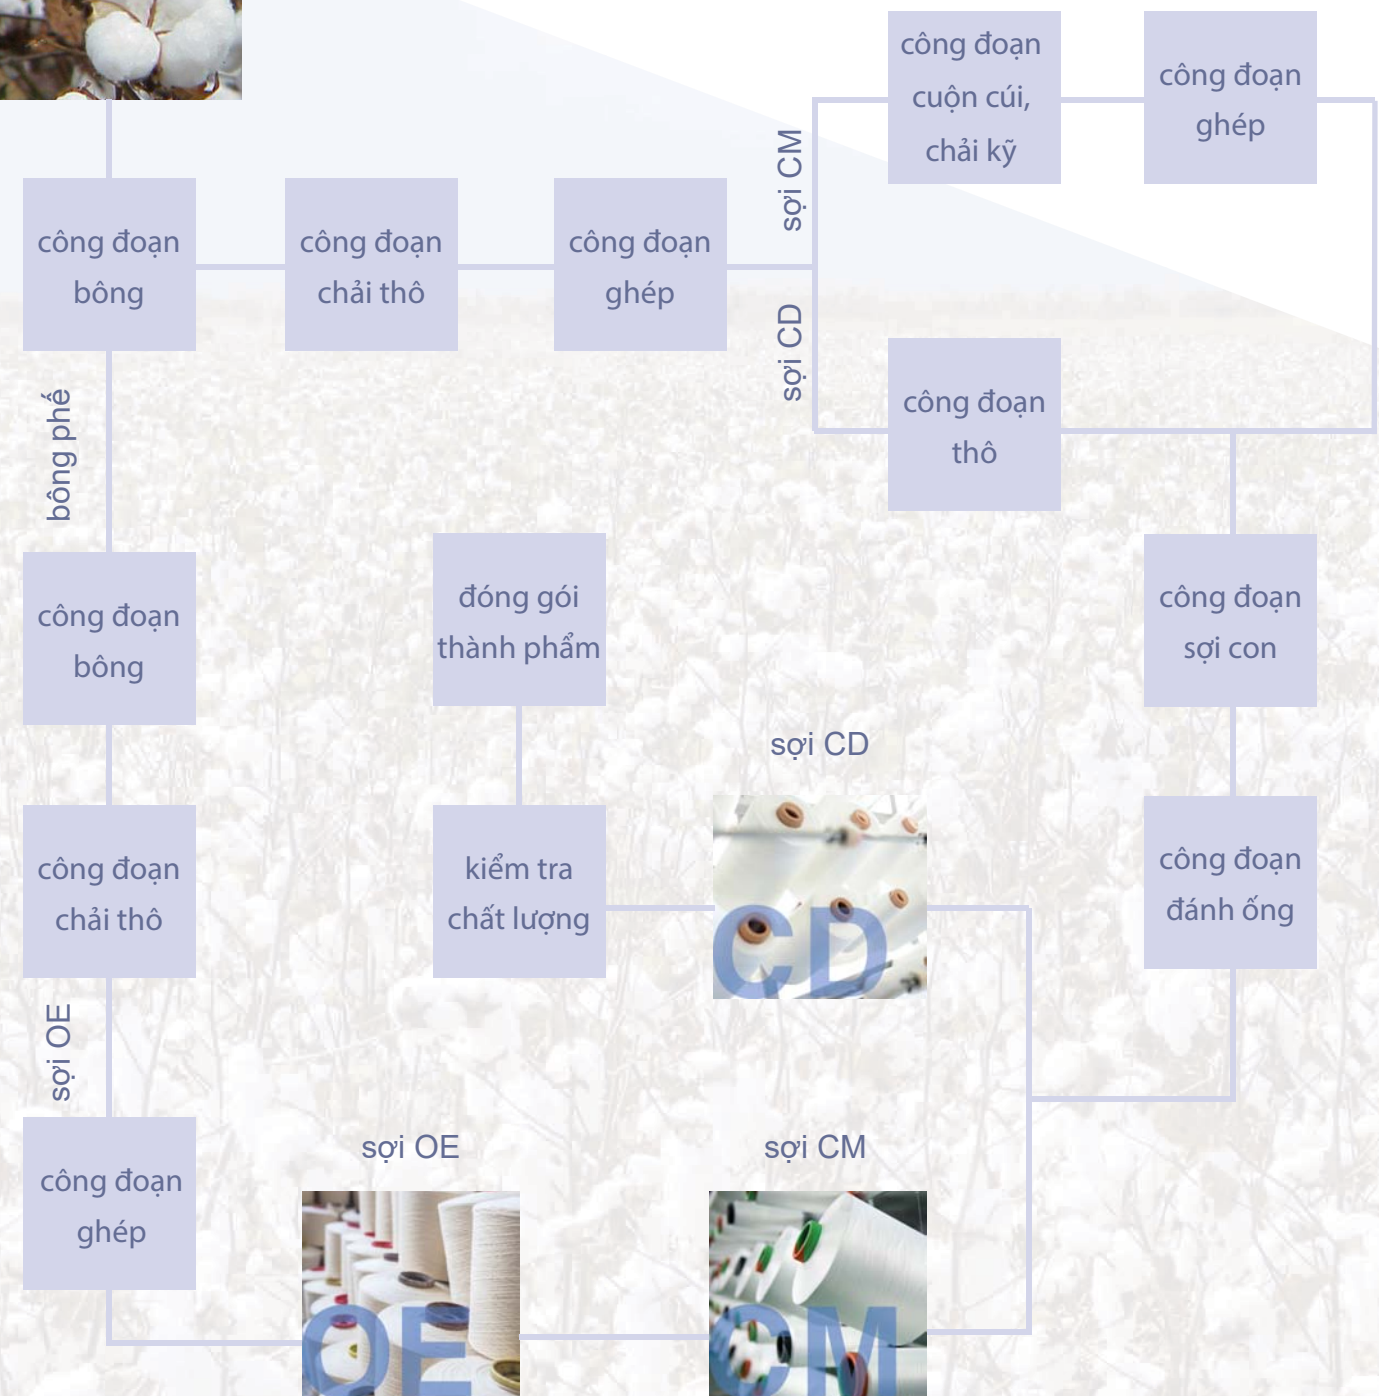 công đoạn
cuộn cúi,
chải kỹ
công đoạn
ghép
sợi CM
công đoạn
bông
công đoạn
chải thô
công đoạn
ghép
sợi CD
công đoạn
thô
bông phế
công đoạn
bông
đóng gói
thành phẩm
công đoạn
sợi con
sợi CD
công đoạn
chải thô
kiểm tra
chất lượng
CD
công đoạn
đánh ống
sợi OE
công đoạn
ghép
sợi OE
sợi CM
OE
CM